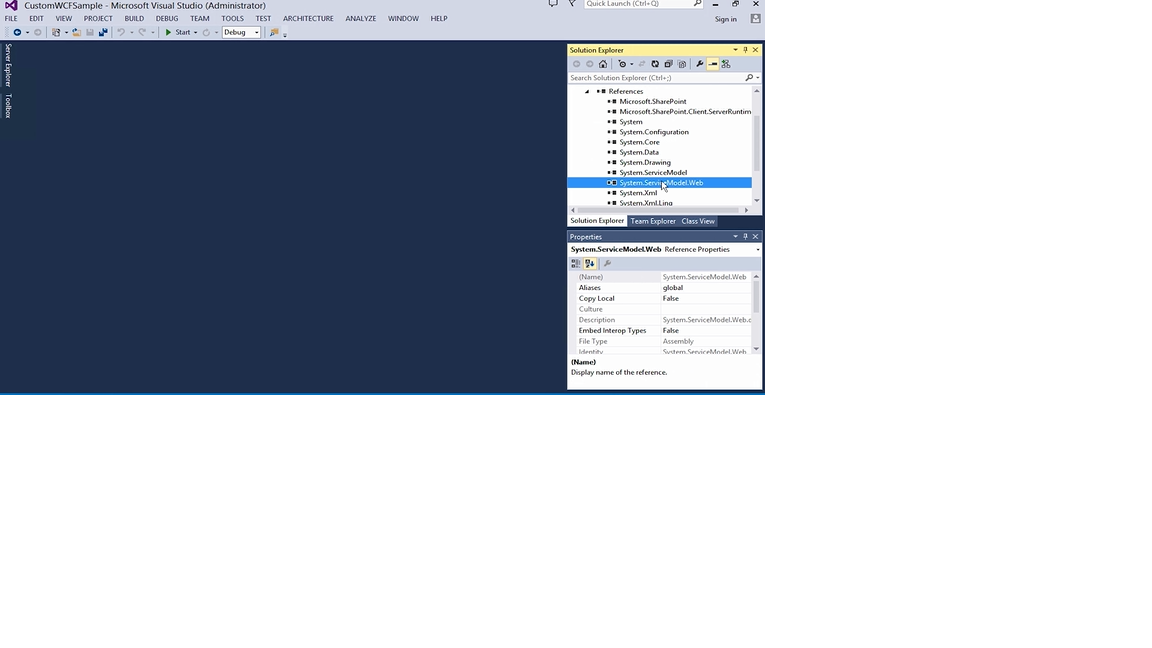 CustomWCFSample - Microsoft Visual Studio (Administrator)
Quick Launch (Ctrl+Q)
FILE EDIT VIEW PROJECT BUILD DEBUG TEAM TOOLS TEST ARCHITECTURE ANALYZE WINDOW HELP
Sign in
Start
Debug
Server Explorer
Toolbox
Solution Explorer
Search Solution Explorer (Ctrl+;)
References
Microsoft.SharePoint
Microsoft.SharePoint.Client.ServerRuntim
System
System.Configuration
System.Core
System.Data
System.Drawing
System.ServiceModel
System.ServiceModel.Web
System.Xml
System.Xml.Linq
Solution Explorer Team Explorer Class View
Properties
System.ServiceModel.Web Reference Properties
(Name) System.ServiceModel.Web
Aliases global
Copy Local False
Culture
Description System.ServiceModel.Web.c
Embed Interop Types False
File Type Assembly
Identity System.ServiceModel.Web
(Name)
Display name of the reference.